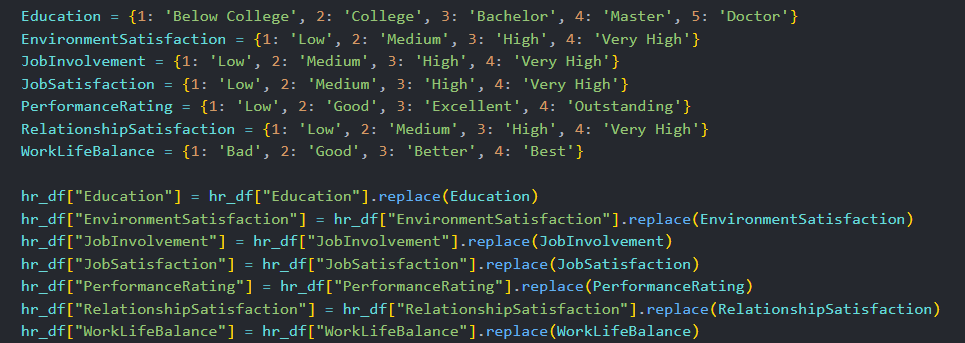 Education = {1: 'Below College', 2: 'College', 3: 'Bachelor', 4: 'Master', 5: 'Doctor'}
EnvironmentSatisfaction = {1: 'Low', 2: 'Medium', 3: 'High', 4: 'Very High'}
JobInvolvement = {1: 'Low', 2: 'Medium', 3: 'High', 4: 'Very High'}
JobSatisfaction = {1: 'Low', 2: 'Medium', 3: 'High', 4: 'Very High'}
PerformanceRating = {1: 'Low', 2: 'Good', 3: 'Excellent', 4: 'Outstanding'}
RelationshipSatisfaction = {1: 'Low', 2: 'Medium', 3: 'High', 4: 'Very High'}
WorkLifeBalance = {1: 'Bad', 2: 'Good', 3: 'Better', 4: 'Best'}
hr_df["Education"] = hr_df["Education"].replace(Education)
hr_df["EnvironmentSatisfaction"] = hr_df["EnvironmentSatisfaction"].replace(EnvironmentSatisfaction)
hr_df["JobInvolvement"] = hr_df["JobInvolvement"].replace(JobInvolvement)
hr_df["JobSatisfaction"] = hr_df["JobSatisfaction"].replace(JobSatisfaction)
hr_df["PerformanceRating"] = hr_df["PerformanceRating"].replace(PerformanceRating)
hr_df["RelationshipSatisfaction"] = hr_df["RelationshipSatisfaction"].replace(RelationshipSatisfaction)
hr_df["WorkLifeBalance"] = hr_df["WorkLifeBalance"].replace(WorkLifeBalance)